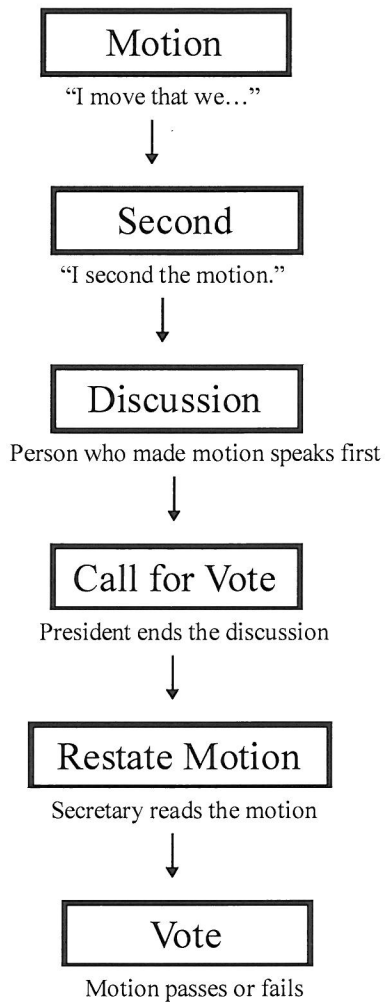 Motion
“I move that we…”
Second
“I second the motion.”
Discussion
Person who made motion speaks first
Call for Vote
President ends the discussion
Restate Motion
Secretary reads the motion
Vote
Motion passes or fails